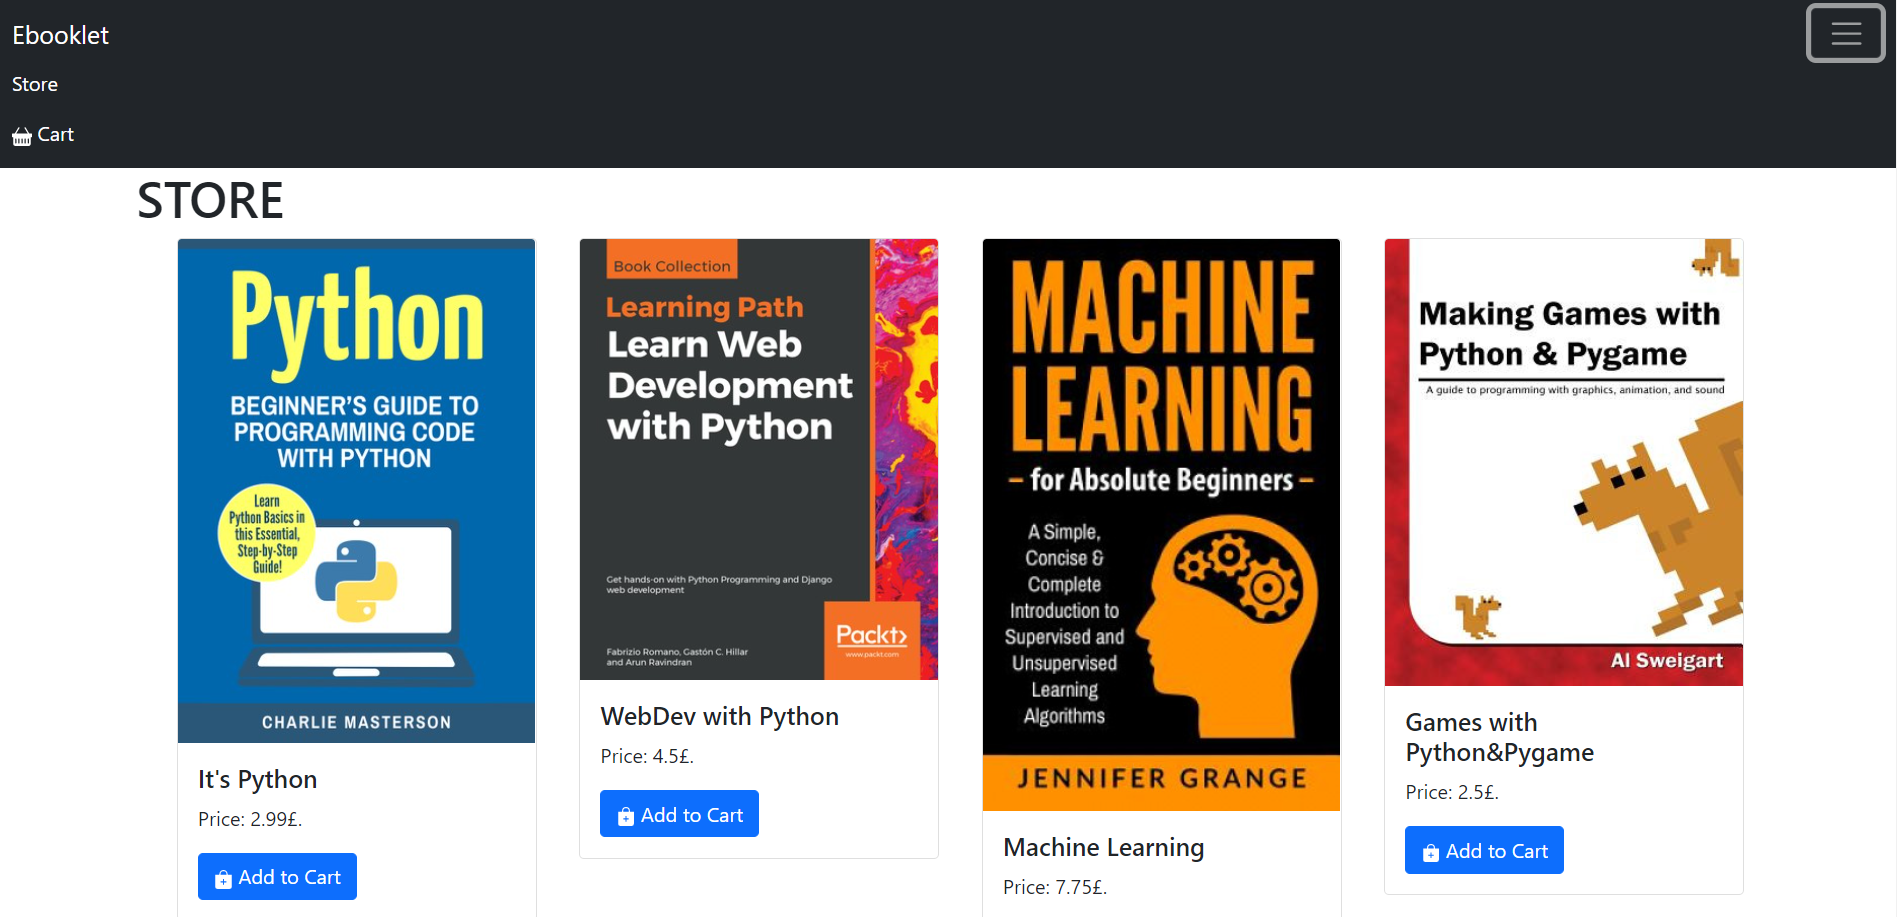 Ebooklet
Store
Cart
STORE
Python
BEGINNER'S GUIDE TO
PROGRAMMING CODE
WITH PYTHON
Learn
Python Basics in
this Essential,
Step-by-Step
Guide!
CHARLIE MASTERSON
It's Python
Price: 2.99£.
Add to Cart
Book Collection
Learning Path
Learn Web
Development
with Python
Get hands-on with Python Programming and Django
web development
Packt>
www.packt.com
Fabrizio Romano, Gastón C. Hillar
and Arun Ravindran
WebDev with Python
Price: 4.5£.
Add to Cart
MACHINE
LEARNING
– for Absolute Beginners –
A Simple,
Concise &
Complete
Introduction to
Supervised and
Unsupervised
Learning
Algorithms
JENNIFER GRANGE
Machine Learning
Price: 7.75£.
Making Games with
Python & Pygame
A guide to programming with graphics, animation, and sound
Al Sweigart
Games with
Python&Pygame
Price: 2.5£.
Add to Cart